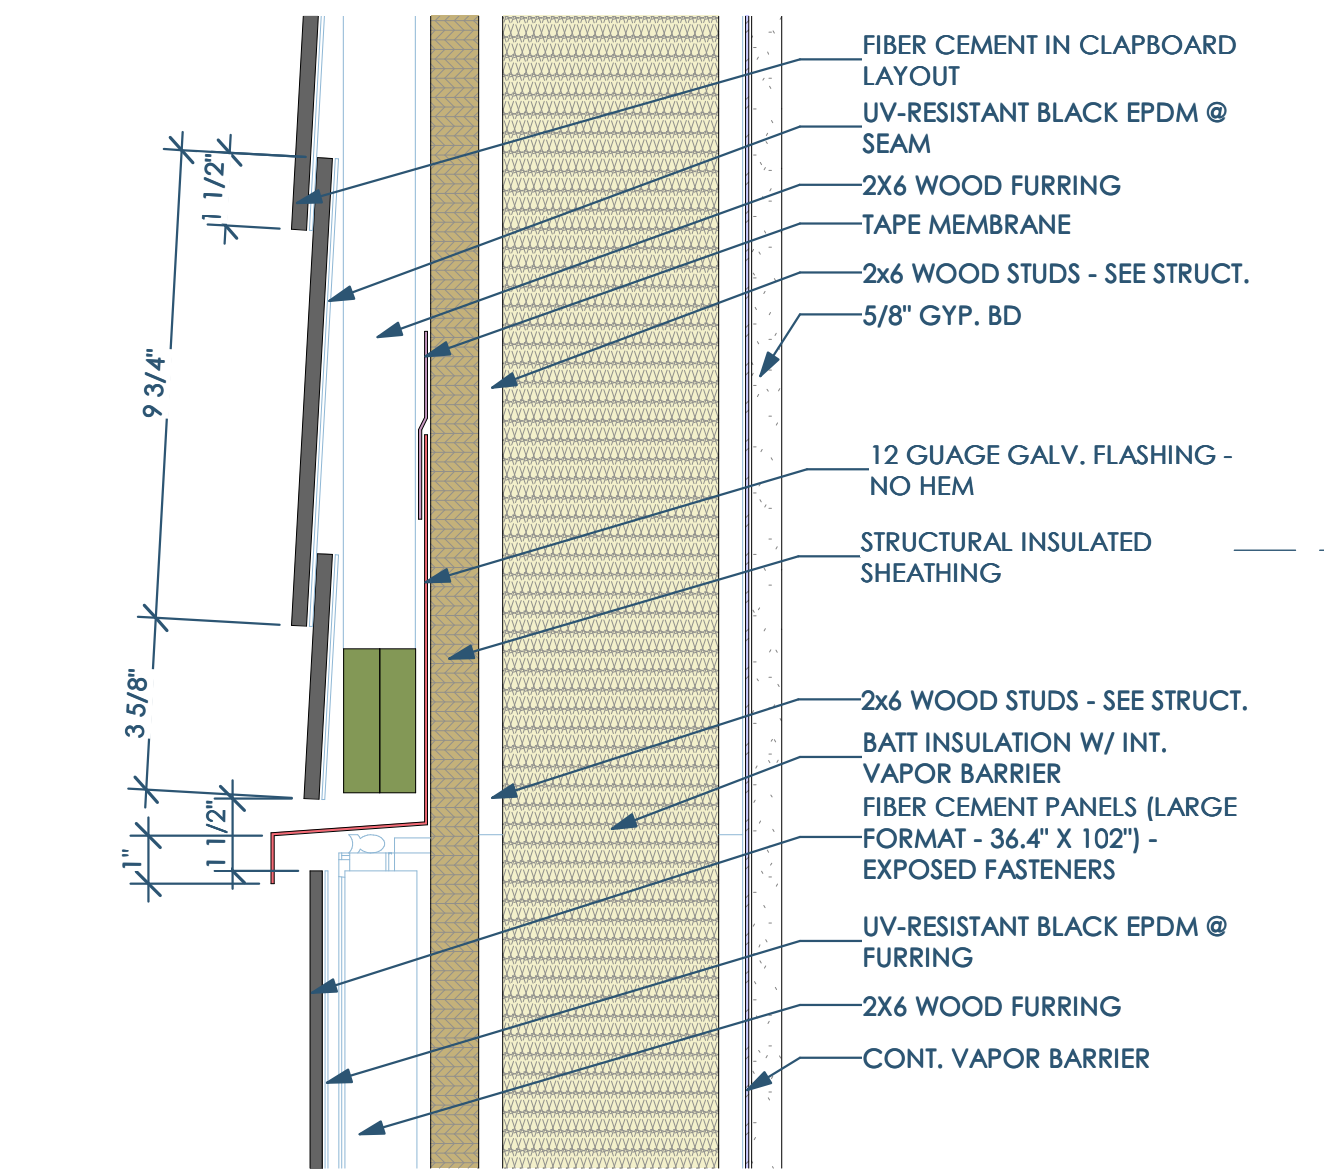 FIBER CEMENT IN CLAPBOARD
LAYOUT
UV-RESISTANT BLACK EPDM @
SEAM
2X6 WOOD FURRING
TAPE MEMBRANE
2x6 WOOD STUDS - SEE STRUCT.
5/8" GYP. BD
12 GUAGE GALV. FLASHING -
NO HEM
STRUCTURAL INSULATED
SHEATHING
2x6 WOOD STUDS - SEE STRUCT.
BATT INSULATION W/ INT.
VAPOR BARRIER
FIBER CEMENT PANELS (LARGE
FORMAT - 36.4" X 102") -
EXPOSED FASTENERS
UV-RESISTANT BLACK EPDM @
FURRING
2X6 WOOD FURRING
CONT. VAPOR BARRIER
1 1/2"
9 3/4"
3 5/8"
1 1/2"
1"